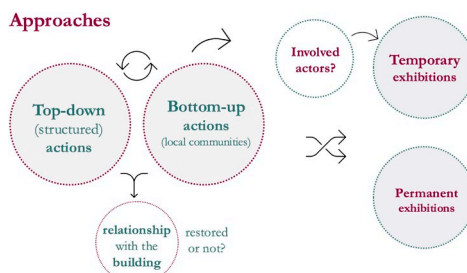 Approaches
Top-down
(structured)
actions
Bottom-up
actions
(local communities)
Involved
actors?
Temporary
exhibitions
Permanent
exhibitions
relationship
with the
building
restored
or not?